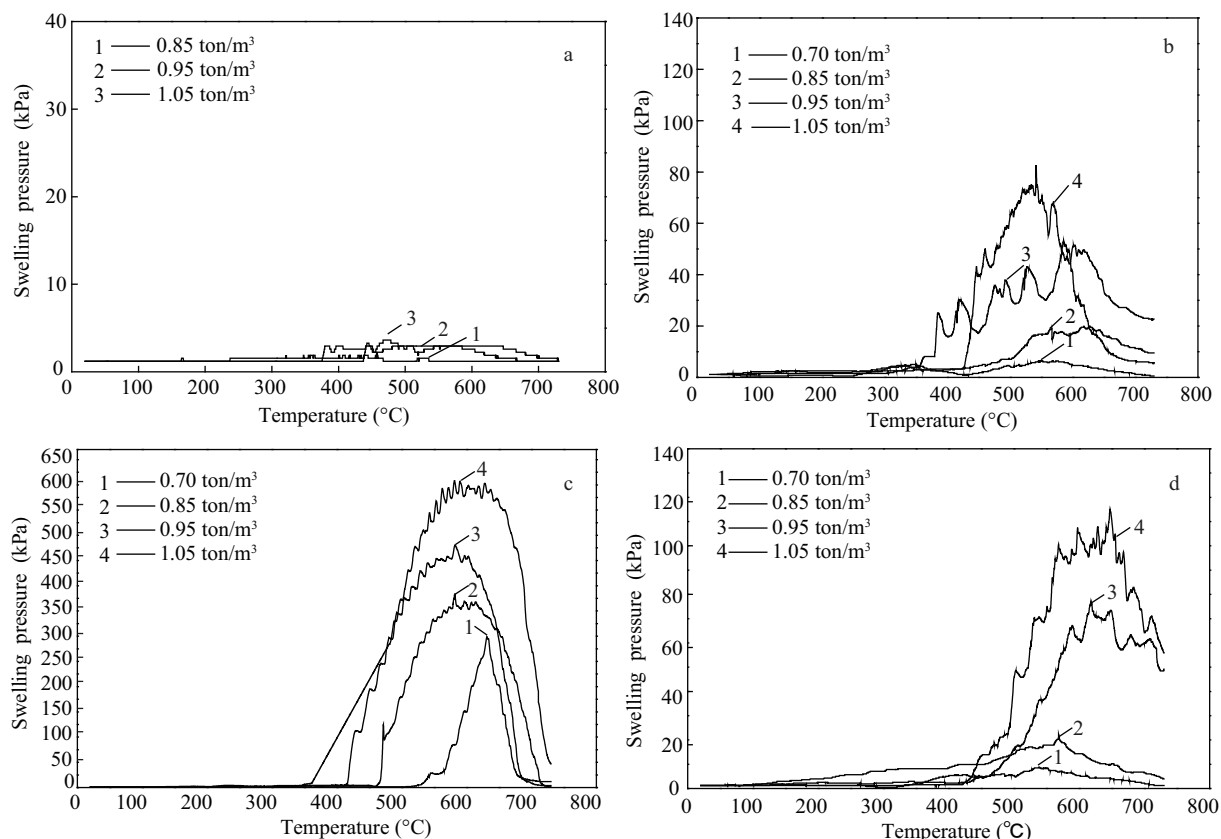 a
1 0.85 ton/m³
2 0.95 ton/m³
3 1.05 ton/m³
Swelling pressure (kPa)
40
30
20
10
0
3
2
1
0 100 200 300 400 500 600 700 800
Temperature (°C)
b
1 0.70 ton/m³
2 0.85 ton/m³
3 0.95 ton/m³
4 1.05 ton/m³
Swelling pressure (kPa)
140
120
100
80
60
40
20
0
4
3
2
1
100 200 300 400 500 600 700 800
Temperature (°C)
c
1 0.70 ton/m³
2 0.85 ton/m³
3 0.95 ton/m³
4 1.05 ton/m³
Swelling pressure (kPa)
650
600
550
500
450
400
350
300
250
200
150
100
50
0
4
3
2
1
0 100 200 300 400 500 600 700 800
Temperature (°C)
d
1 0.70 ton/m³
2 0.85 ton/m³
3 0.95 ton/m³
4 1.05 ton/m³
Swelling pressure (kPa)
140
120
100
80
60
40
20
0
4
3
2
1
0 100 200 300 400 500 600 700 800
Temperature (℃)